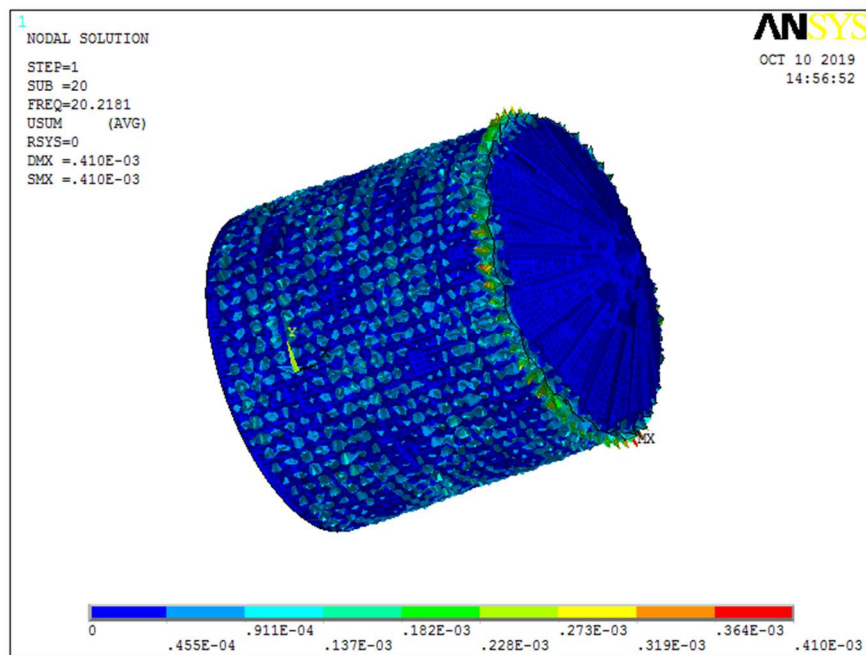 1
NODAL SOLUTION
STEP=1
SUB =20
FREQ=20.2181
USUM (AVG)
RSYS=0
DMX =.410E-03
SMX =.410E-03
ANSYS
OCT 10 2019
14:56:52
Y
MX
0 .455E-04 .911E-04 .137E-03 .182E-03 .228E-03 .273E-03 .319E-03 .364E-03 .410E-03